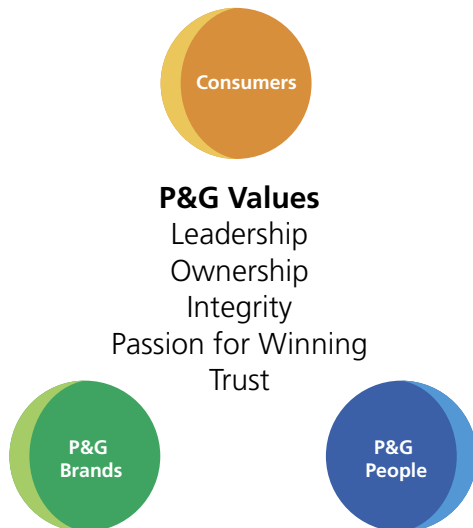 Consumers
P&G Values
Leadership
Ownership
Integrity
Passion for Winning
Trust
P&G
Brands
P&G
People